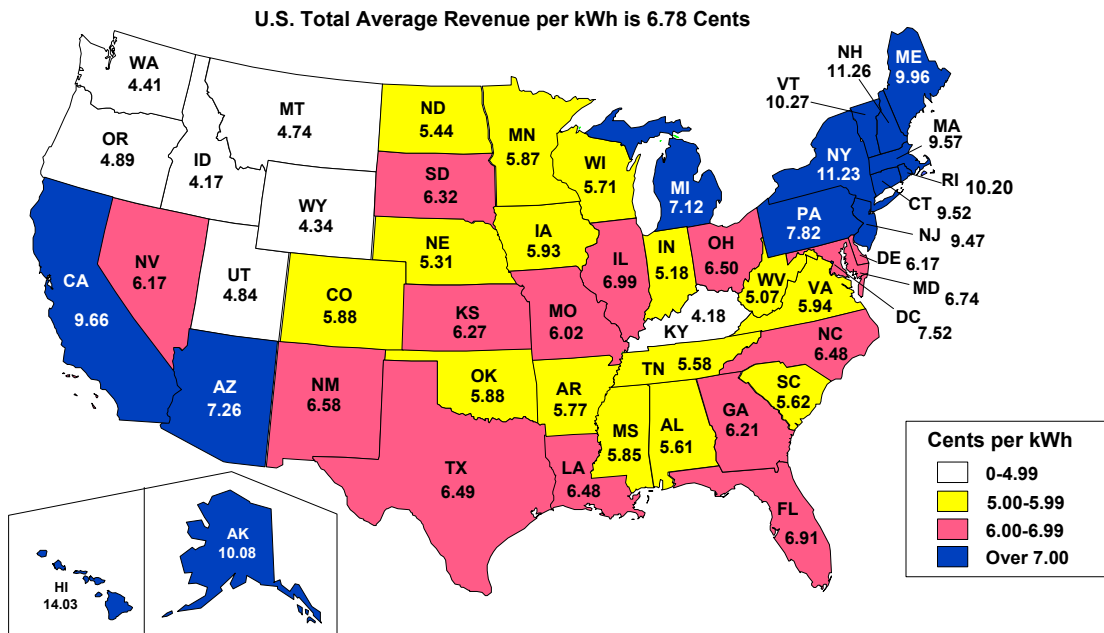 U.S. Total Average Revenue per kWh is 6.78 Cents
WA
4.41
OR
4.89
ID
4.17
MT
4.74
WY
4.34
UT
4.84
CA
9.66
NV
6.17
AZ
7.26
NM
6.58
CO
5.88
ND
5.44
SD
6.32
NE
5.31
KS
6.27
OK
5.88
TX
6.49
MN
5.87
IA
5.93
MO
6.02
AR
5.77
LA
6.48
WI
5.71
IL
6.99
MI
7.12
IN
5.18
OH
6.50
KY
4.18
TN
5.58
MS
5.85
AL
5.61
GA
6.21
FL
6.91
SC
5.62
NC
6.48
VA
5.94
WV
5.07
PA
7.82
NY
11.23
VT
10.27
NH
11.26
ME
9.96
MA
9.57
RI 10.20
CT
9.52
NJ
9.47
DE 6.17
MD
6.74
DC
7.52
AK
10.08
HI
14.03
Cents per kWh
0-4.99
5.00-5.99
6.00-6.99
Over 7.00